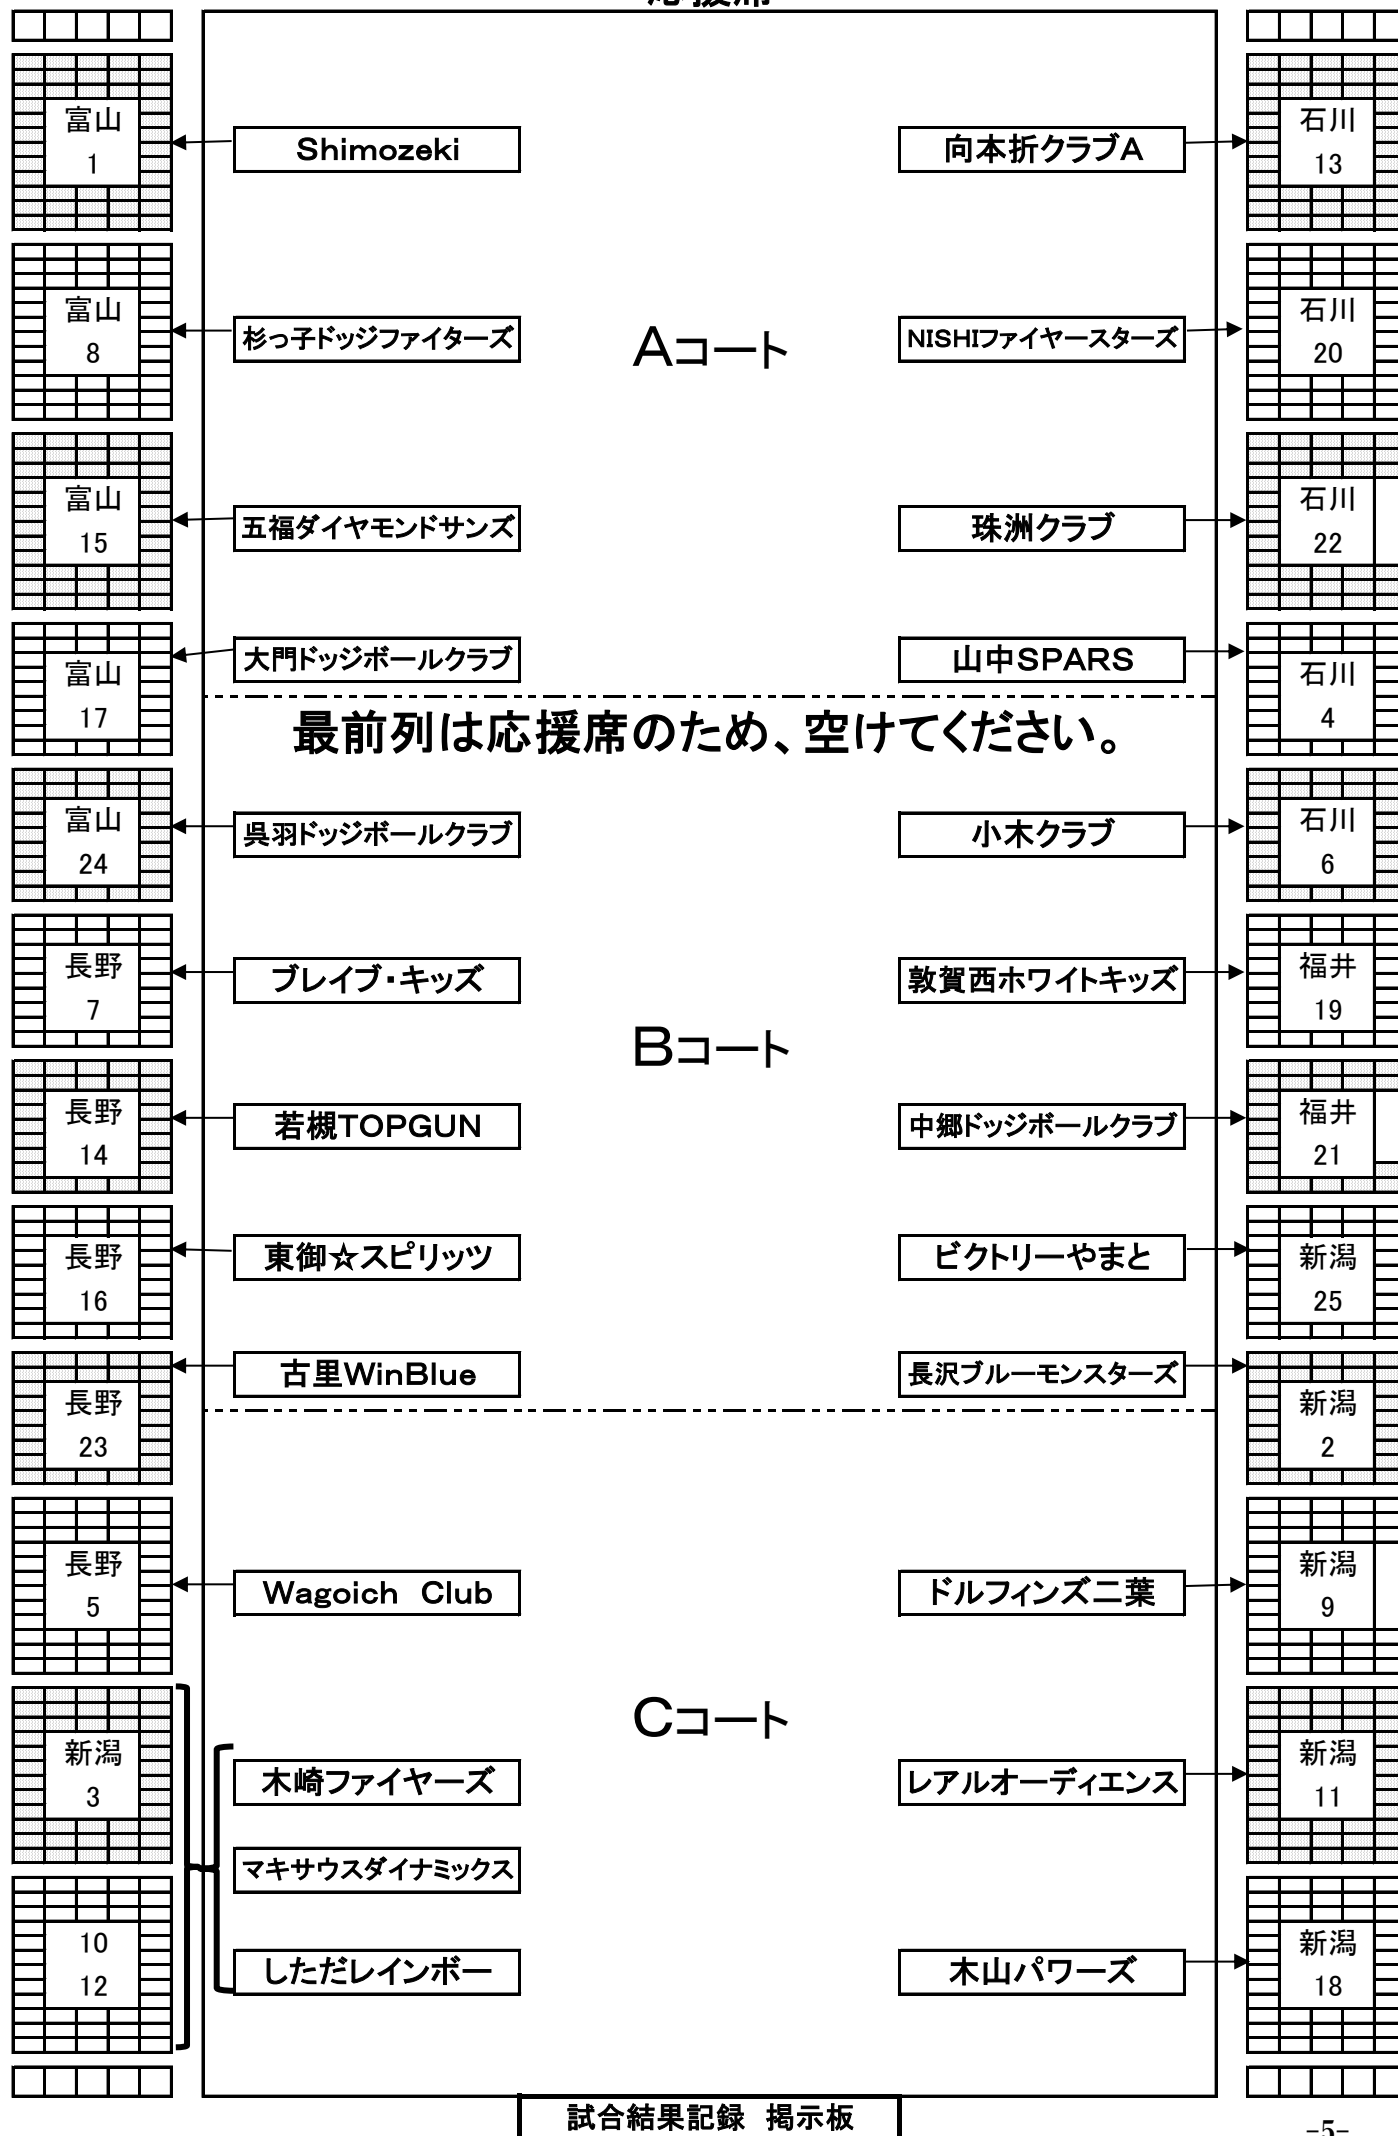 応援席
富山
1
Shimozeki
向本折クラブA
石川
13
富山
8
杉っ子ドッジファイターズ
Aコート
NISHIファイヤースターズ
石川
20
富山
15
五福ダイヤモンドサンズ
珠洲クラブ
石川
22
富山
17
大門ドッジボールクラブ
山中SPARS
石川
4
最前列は応援席のため、空けてください。
富山
24
呉羽ドッジボールクラブ
小木クラブ
石川
6
長野
7
ブレイブ・キッズ
敦賀西ホワイトキッズ
福井
19
Bコート
長野
14
若槻TOPGUN
中郷ドッジボールクラブ
福井
21
長野
16
東御☆スピリッツ
ビクトリーやまと
新潟
25
長野
23
古里WinBlue
長沢ブルーモンスターズ
新潟
2
長野
5
Wagoich Club
ドルフィンズ二葉
新潟
9
Cコート
新潟
3
木崎ファイヤーズ
レアルオーディエンス
新潟
11
マキサウスダイナミックス
10
12
しただレインボー
木山パワーズ
新潟
18
試合結果記録 掲示板
-5-